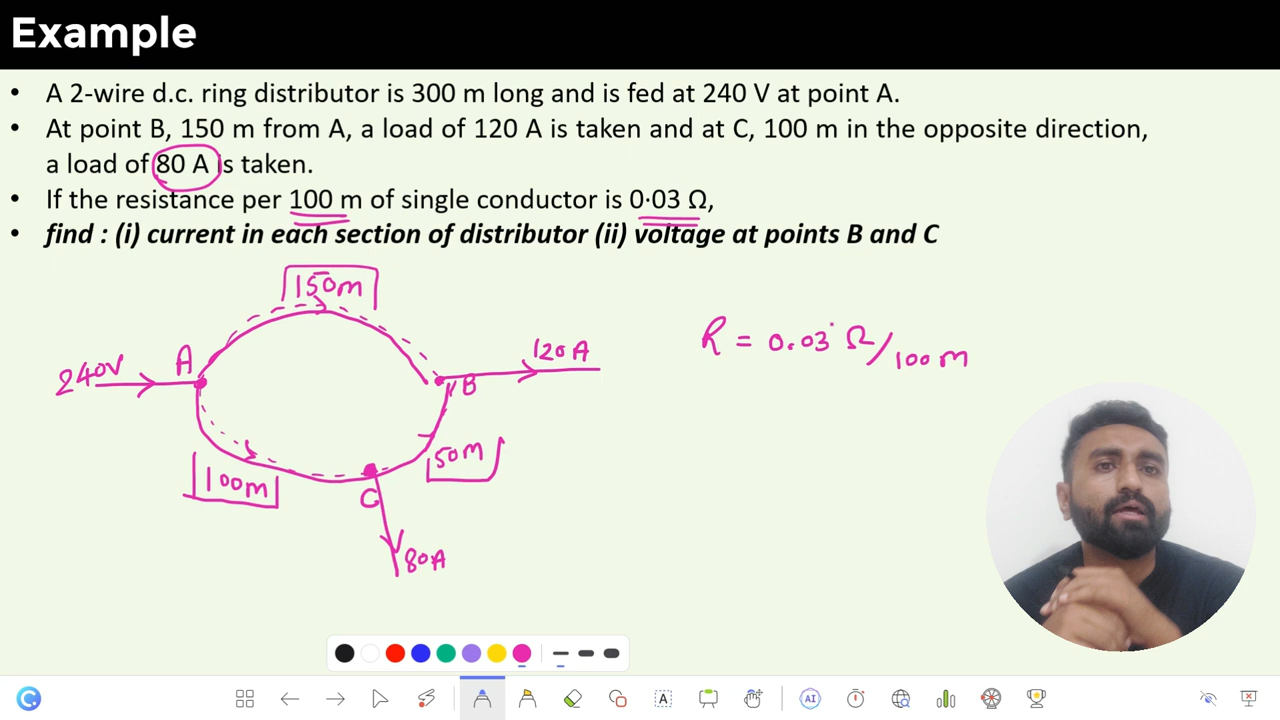 Example
• A 2-wire d.c. ring distributor is 300 m long and is fed at 240 V at point A.
• At point B, 150 m from A, a load of 120 A is taken and at C, 100 m in the opposite direction,
a load of 80 A is taken.
• If the resistance per 100 m of single conductor is 0·03 Ω,
• find : (i) current in each section of distributor (ii) voltage at points B and C
150m
R = 0.03 Ω/100m
A
120A
240V
B
50m
100m
C
80A
A
AI